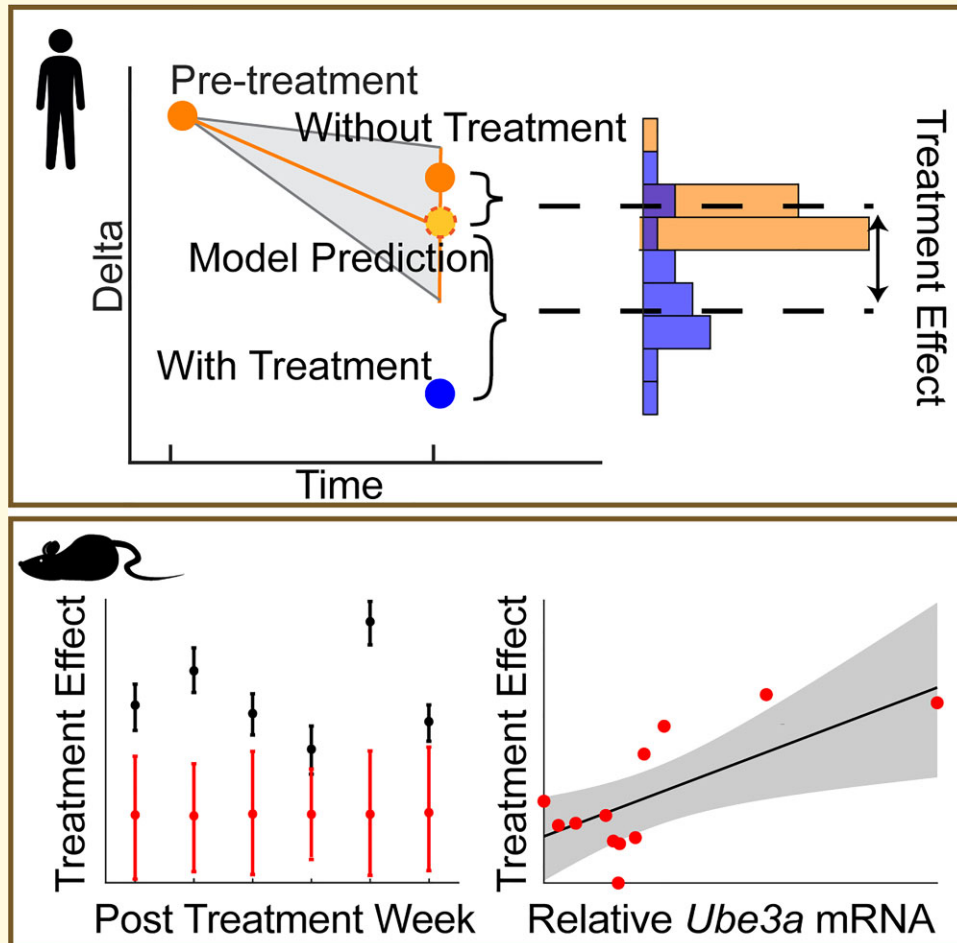 Pre-treatment
Without Treatment
Model Prediction
With Treatment
Delta
Time
Treatment Effect
Treatment Effect
Post Treatment Week
Treatment Effect
Relative Ube3a mRNA